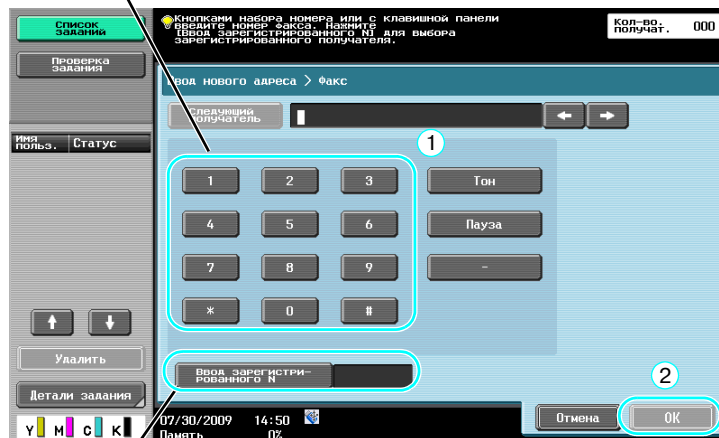 Список
заданий
Кнопками набора номера или с клавишной панели
введите номер факса. Нажмите
[Ввод зарегистрированного N] для выбора
зарегистрированного получателя.
Кол-во.
получат. 000
Проверка
задания
Ввод нового адреса > Факс
Следующий
получатель
← →
Имя
польз. Статус
1
1 2 3 Тон
4 5 6 Пауза
7 8 9 -
* 0 #
↑ ↓
Удалить
Ввод зарегистри-
рованного N
2
Детали задания
Отмена OK
Y M C K
07/30/2009 14:50
Память 0%